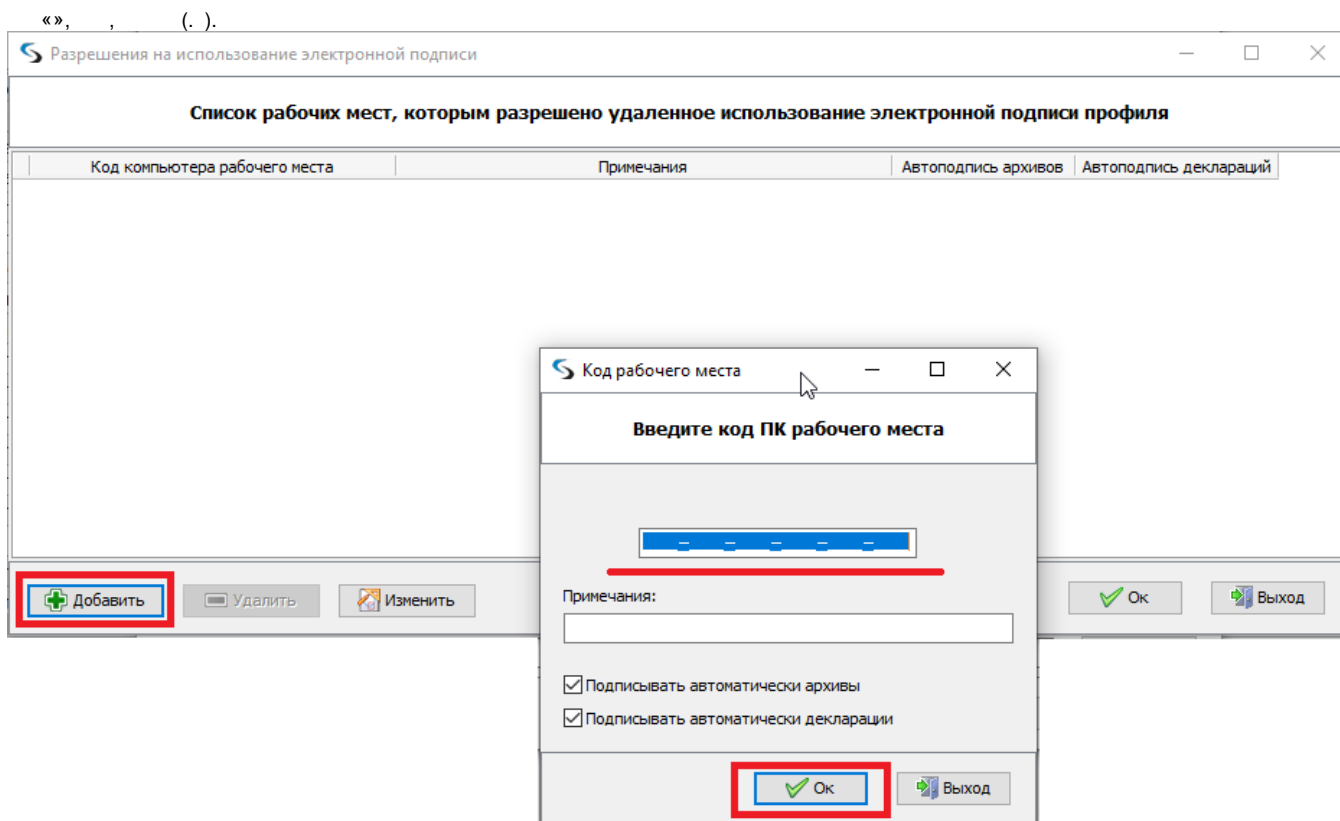 «», , (. ).
Разрешения на использование электронной подписи
Список рабочих мест, которым разрешено удаленное использование электронной подписи профиля
Код компьютера рабочего места Примечания Автоподпись архивов Автоподпись деклараций
Код рабочего места
Введите код ПК рабочего места
_ _ _ _ _
Примечания:
Добавить Удалить Изменить Ок Выход
Подписывать автоматически архивы
Подписывать автоматически декларации
Ок Выход